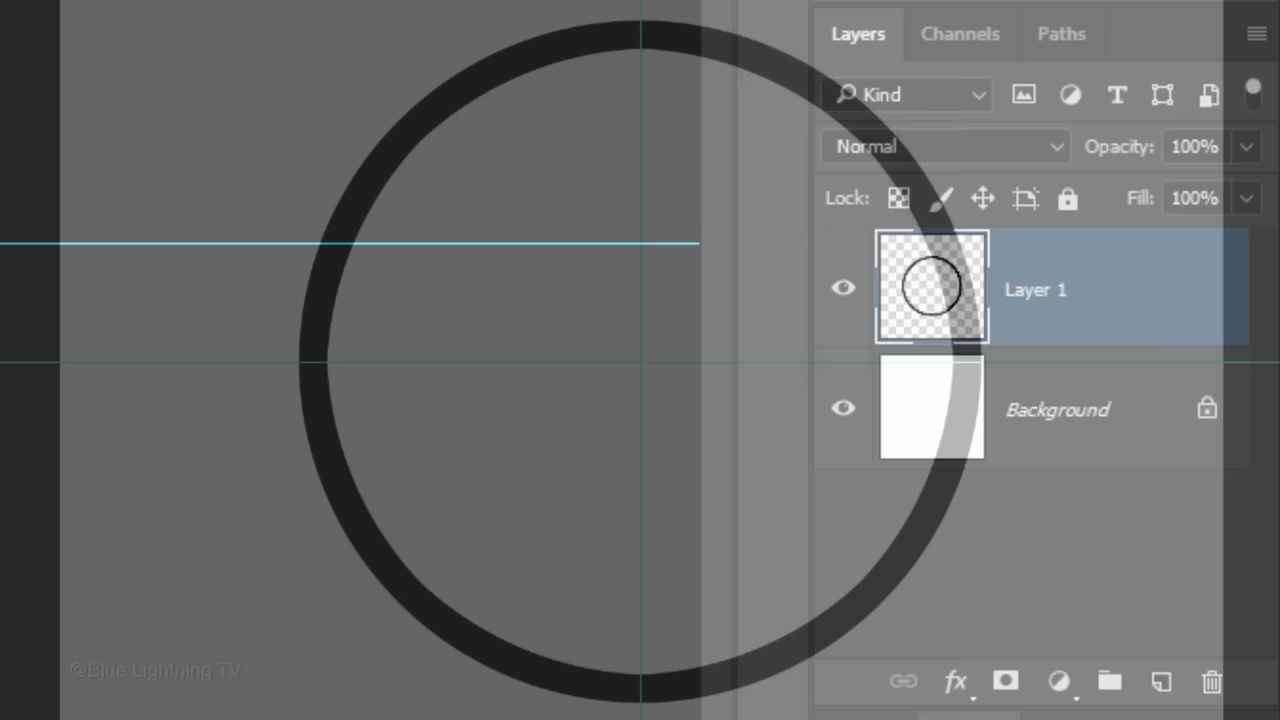 Layers Channels Paths
Kind
Normal Opacity: 100%
Lock: Fill: 100%
Layer 1
Background
©Blue Lightning TV
fx